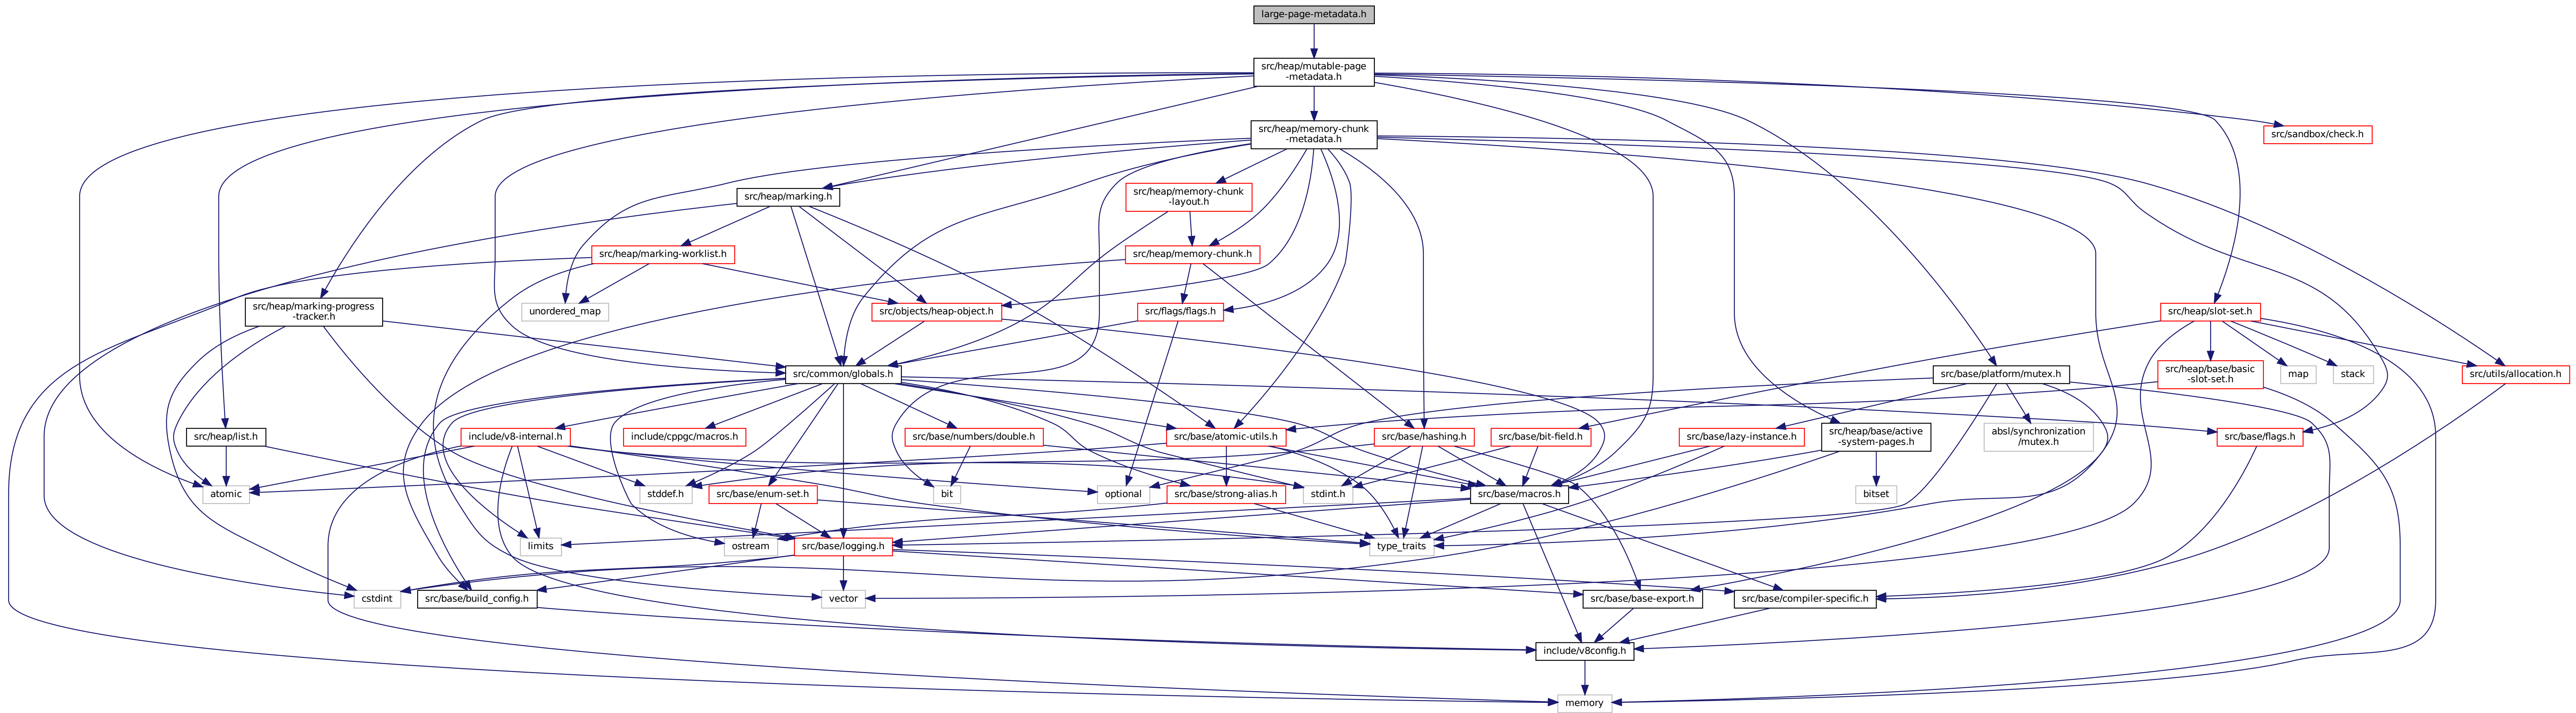 large-page-metadata.h
src/heap/mutable-page
-metadata.h
src/heap/memory-chunk
-metadata.h
src/sandbox/check.h
src/heap/marking.h
src/heap/memory-chunk
-layout.h
src/heap/marking-worklist.h
src/heap/memory-chunk.h
src/heap/marking-progress
-tracker.h
unordered_map
src/objects/heap-object.h
src/flags/flags.h
src/heap/slot-set.h
src/common/globals.h
src/base/platform/mutex.h
src/heap/base/basic
-slot-set.h
map
stack
src/utils/allocation.h
src/heap/list.h
include/v8-internal.h
include/cppgc/macros.h
src/base/numbers/double.h
src/base/atomic-utils.h
src/base/hashing.h
src/base/bit-field.h
src/base/lazy-instance.h
src/heap/base/active
-system-pages.h
absl/synchronization
/mutex.h
src/base/flags.h
atomic
stddef.h
src/base/enum-set.h
bit
optional
src/base/strong-alias.h
stdint.h
src/base/macros.h
bitset
limits
ostream
src/base/logging.h
type_traits
cstdint
src/base/build_config.h
vector
src/base/base-export.h
src/base/compiler-specific.h
include/v8config.h
memory